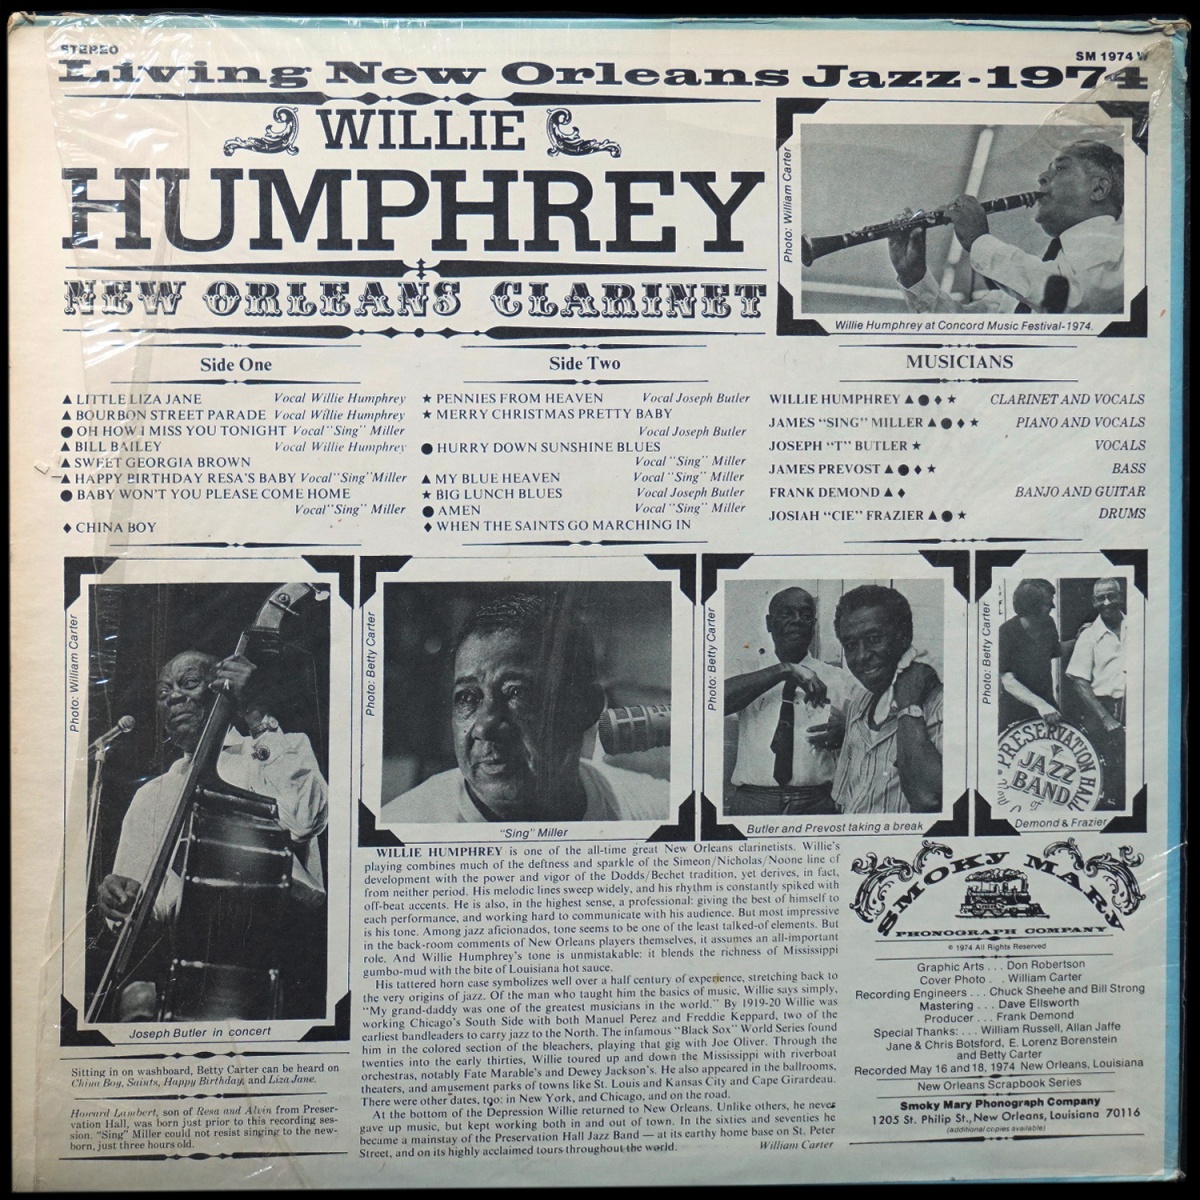 STEREO
SM 1974 W
Living New Orleans Jazz - 1974
WILLIE
HUMPHREY
NEW ORLEANS CLARINET
Photo: William Carter
Willie Humphrey at Concord Music Festival-1974.
Side One
▲ LITTLE LIZA JANE Vocal Willie Humphrey
▲ BOURBON STREET PARADE Vocal Willie Humphrey
● OH HOW I MISS YOU TONIGHT Vocal "Sing" Miller
▲ BILL BAILEY Vocal Willie Humphrey
▲ SWEET GEORGIA BROWN
▲ HAPPY BIRTHDAY RESA'S BABY Vocal "Sing" Miller
● BABY WON'T YOU PLEASE COME HOME
Vocal "Sing" Miller
♦ CHINA BOY
Side Two
★ PENNIES FROM HEAVEN Vocal Joseph Butler
★ MERRY CHRISTMAS PRETTY BABY
Vocal Joseph Butler
● HURRY DOWN SUNSHINE BLUES
Vocal "Sing" Miller
▲ MY BLUE HEAVEN Vocal "Sing" Miller
★ BIG LUNCH BLUES Vocal Joseph Butler
● AMEN Vocal "Sing" Miller
♦ WHEN THE SAINTS GO MARCHING IN
MUSICIANS
WILLIE HUMPHREY ▲ ● ♦ ★ CLARINET AND VOCALS
JAMES "SING" MILLER ▲ ● ♦ ★ PIANO AND VOCALS
JOSEPH "T" BUTLER ★ VOCALS
JAMES PREVOST ▲ ● ♦ ★ BASS
FRANK DEMOND ▲ ♦ BANJO AND GUITAR
JOSIAH "CIE" FRAZIER ▲ ● ★ DRUMS
Photo: William Carter
Joseph Butler in concert
Photo: Betty Carter
"Sing" Miller
Photo: Betty Carter
Butler and Prevost taking a break
Photo: Betty Carter
PRESERVATION HALL
JAZZ
BAND
OF
Demond & Frazier
Sitting in on washboard, Betty Carter can be heard on
China Boy, Saints, Happy Birthday, and Liza Jane.
Howard Lambert, son of Resa and Alvin from Preser-
vation Hall, was born just prior to this recording ses-
sion. "Sing" Miller could not resist singing to the new-
born, just three hours old.
WILLIE HUMPHREY is one of the all-time great New Orleans clarinetists. Willie's
playing combines much of the deftness and sparkle of the Simeon/Nicholas/Noone line of
development with the power and vigor of the Dodds/Bechet tradition, yet derives, in fact,
from neither period. His melodic lines sweep widely, and his rhythm is constantly spiked with
off-beat accents. He is also, in the highest sense, a professional: giving the best of himself to
each performance, and working hard to communicate with his audience. But most impressive
is his tone. Among jazz aficionados, tone seems to be one of the least talked-of elements. But
in the back-room comments of New Orleans players themselves, it assumes an all-important
role. And Willie Humphrey's tone is unmistakable: it blends the richness of Mississippi
gumbo-mud with the bite of Louisiana hot sauce.
His tattered horn case symbolizes well over a half century of experience, stretching back to
the very origins of jazz. Of the man who taught him the basics of music, Willie says simply,
"My grand-daddy was one of the greatest musicians in the world." By 1919-20 Willie was
working Chicago's South Side with both Manuel Perez and Freddie Keppard, two of the
earliest bandleaders to carry jazz to the North. The infamous "Black Sox" World Series found
him in the colored section of the bleachers, playing that gig with Joe Oliver. Through the
twenties into the early thirties, Willie toured up and down the Mississippi with riverboat
orchestras, notably Fate Marable's and Dewey Jackson's. He also appeared in the ballrooms,
theaters, and amusement parks of towns like St. Louis and Kansas City and Cape Girardeau.
There were other dates, too: in New York, and Chicago, and on the road.
At the bottom of the Depression Willie returned to New Orleans. Unlike others, he never
gave up music, but kept working both in and out of town. In the sixties and seventies he
became a mainstay of the Preservation Hall Jazz Band — at its earthy home base on St. Peter
Street, and on its highly acclaimed tours throughout the world. William Carter
SMOKY MARY
PHONOGRAPH COMPANY
© 1974 All Rights Reserved
Graphic Arts . . . Don Robertson
Cover Photo . . William Carter
Recording Engineers . . . Chuck Sheehe and Bill Strong
Mastering . . . Dave Ellsworth
Producer . . . Frank Demond
Special Thanks: . . . William Russell, Allan Jaffe
Jane & Chris Botsford, E. Lorenz Borenstein
and Betty Carter
Recorded May 16 and 18, 1974 New Orleans, Louisiana
New Orleans Scrapbook Series
Smoky Mary Phonograph Company
1205 St. Philip St., New Orleans, Louisiana 70116
(additional copies available)